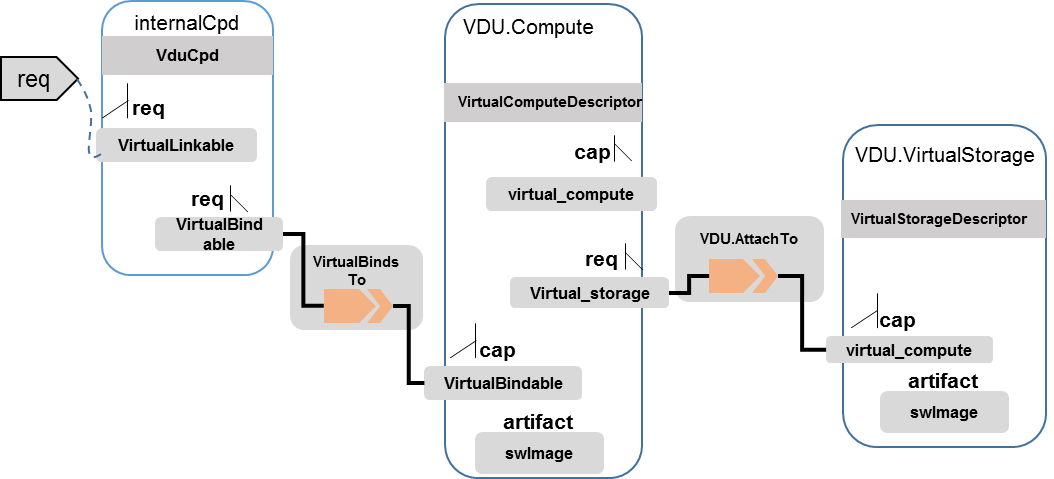 req
internalCpd
VduCpd
req
VirtualLinkable
req
VirtualBind
able
VirtualBinds
To
VDU.Compute
VirtualComputeDescriptor
cap
virtual_compute
req
Virtual_storage
cap
VirtualBindable
artifact
swImage
VDU.AttachTo
VDU.VirtualStorage
VirtualStorageDescriptor
cap
virtual_compute
artifact
swImage